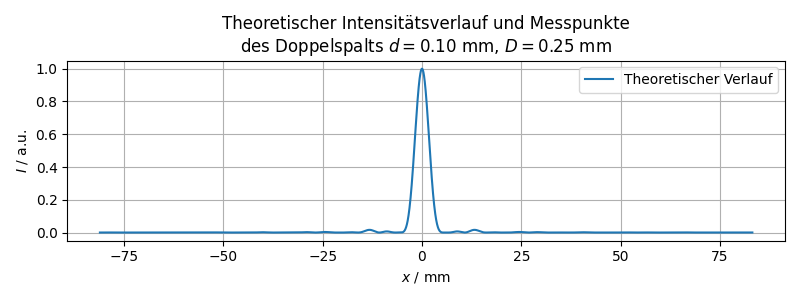 Theoretischer Intensitätsverlauf und Messpunkte
des Doppelspalts d = 0.10 mm, D = 0.25 mm
Theoretischer Verlauf
1.0
0.8
0.6
0.4
0.2
0.0
I / a.u.
−75 −50 −25 0 25 50 75
x / mm